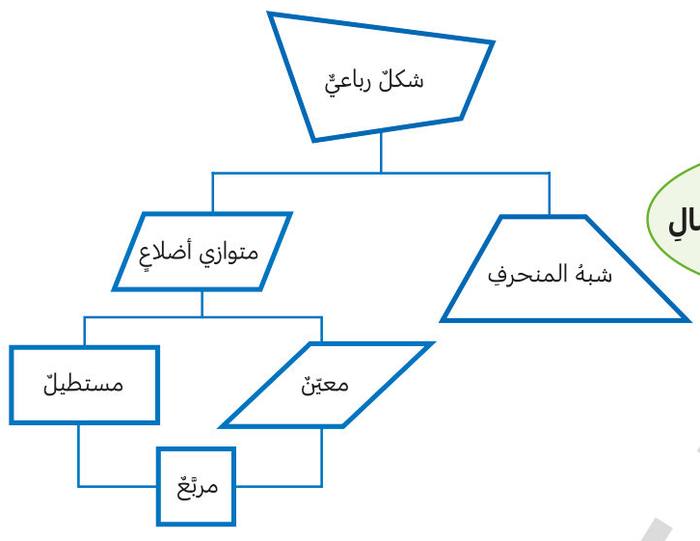 شكلٌ رباعيٌّ
شبهُ المنحرفِ
متوازي أضلاعٍ
معيّنٌ
مستطيلٌ
مربَّعٌ